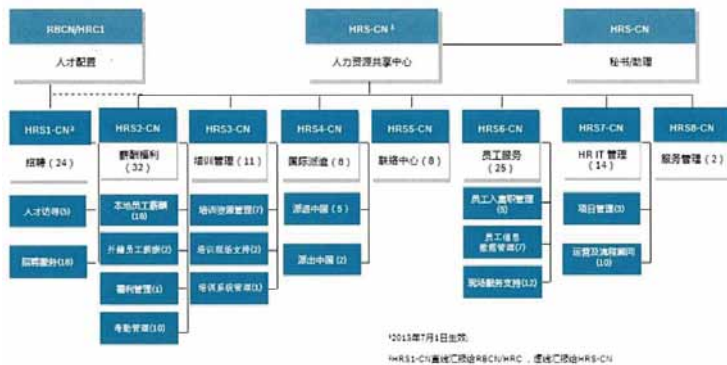 RBCN/HRC1
人才配置
HRS-CN ¹
人力资源共享中心
HRS-CN
秘书/助理
HRS1-CN²
招聘（24）
HRS2-CN
薪酬福利
（32）
HRS3-CN
培训管理（11）
HRS4-CN
国际派遣（8）
HRS5-CN
联络中心（8）
HRS6-CN
员工服务
（25）
HRS7-CN
HR IT 管理
（14）
HRS8-CN
服务管理（2）
人才访寻(5)
招聘服务(18)
本地员工薪酬
(18)
外籍员工薪酬(2)
福利管理(1)
考勤管理(10)
培训资源管理(7)
培训现场支持(2)
培训系统管理(1)
派进中国（5）
派出中国（2）
员工入离职管理
(5)
员工信息
数据管理(7)
现场服务支持(12)
项目管理(3)
运营及流程顾问
(10)
¹2013年7月1日生效;
²HRS1-CN直线汇报给RBCN/HRC，虚线汇报给HRS-CN